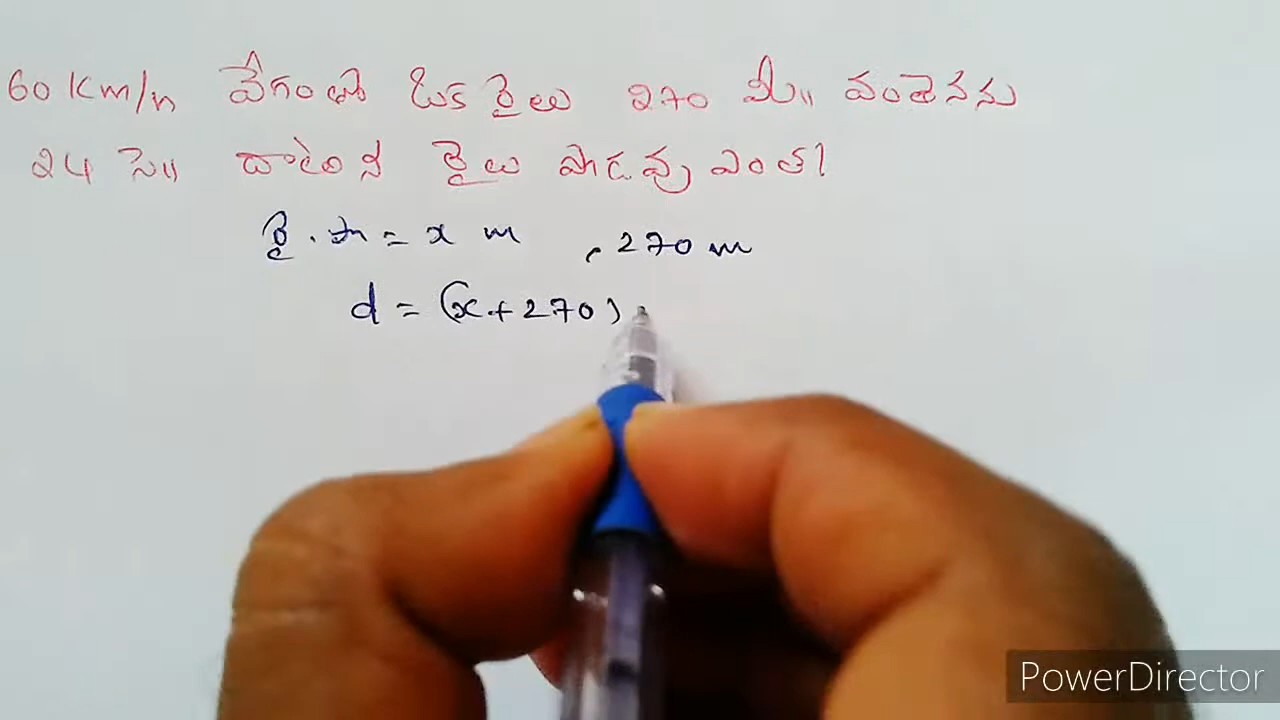 60 Km/h వేగంతో ఒక రైలు 270 మీ॥ వంతెనను
24 సె॥ దాటిన రైలు పొడవు ఎంత?
రై. పొ = x m , 270 m
d = (x + 270)
PowerDirector